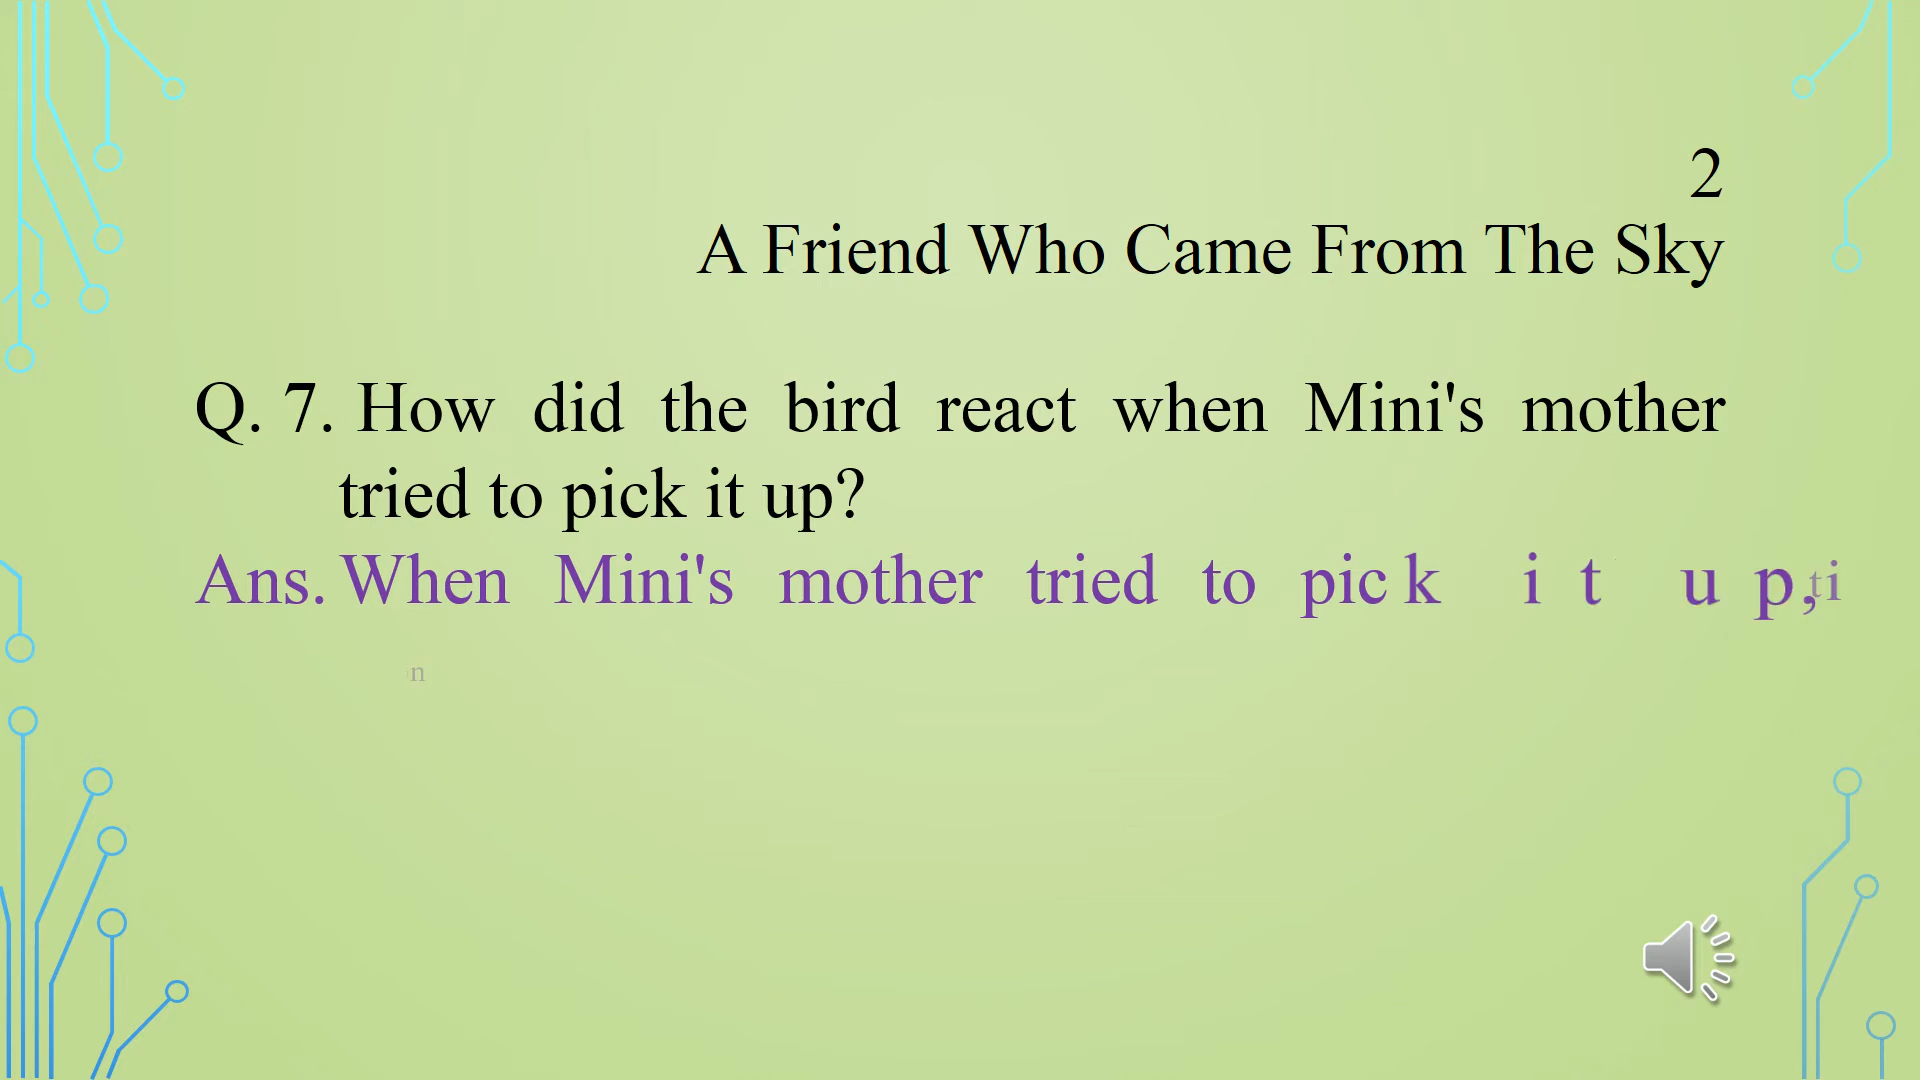 2
A Friend Who Came From The Sky
Q. 7. How did the bird react when Mini's mother
tried to pick it up?
Ans. When Mini's mother tried to pick it up, ti
n